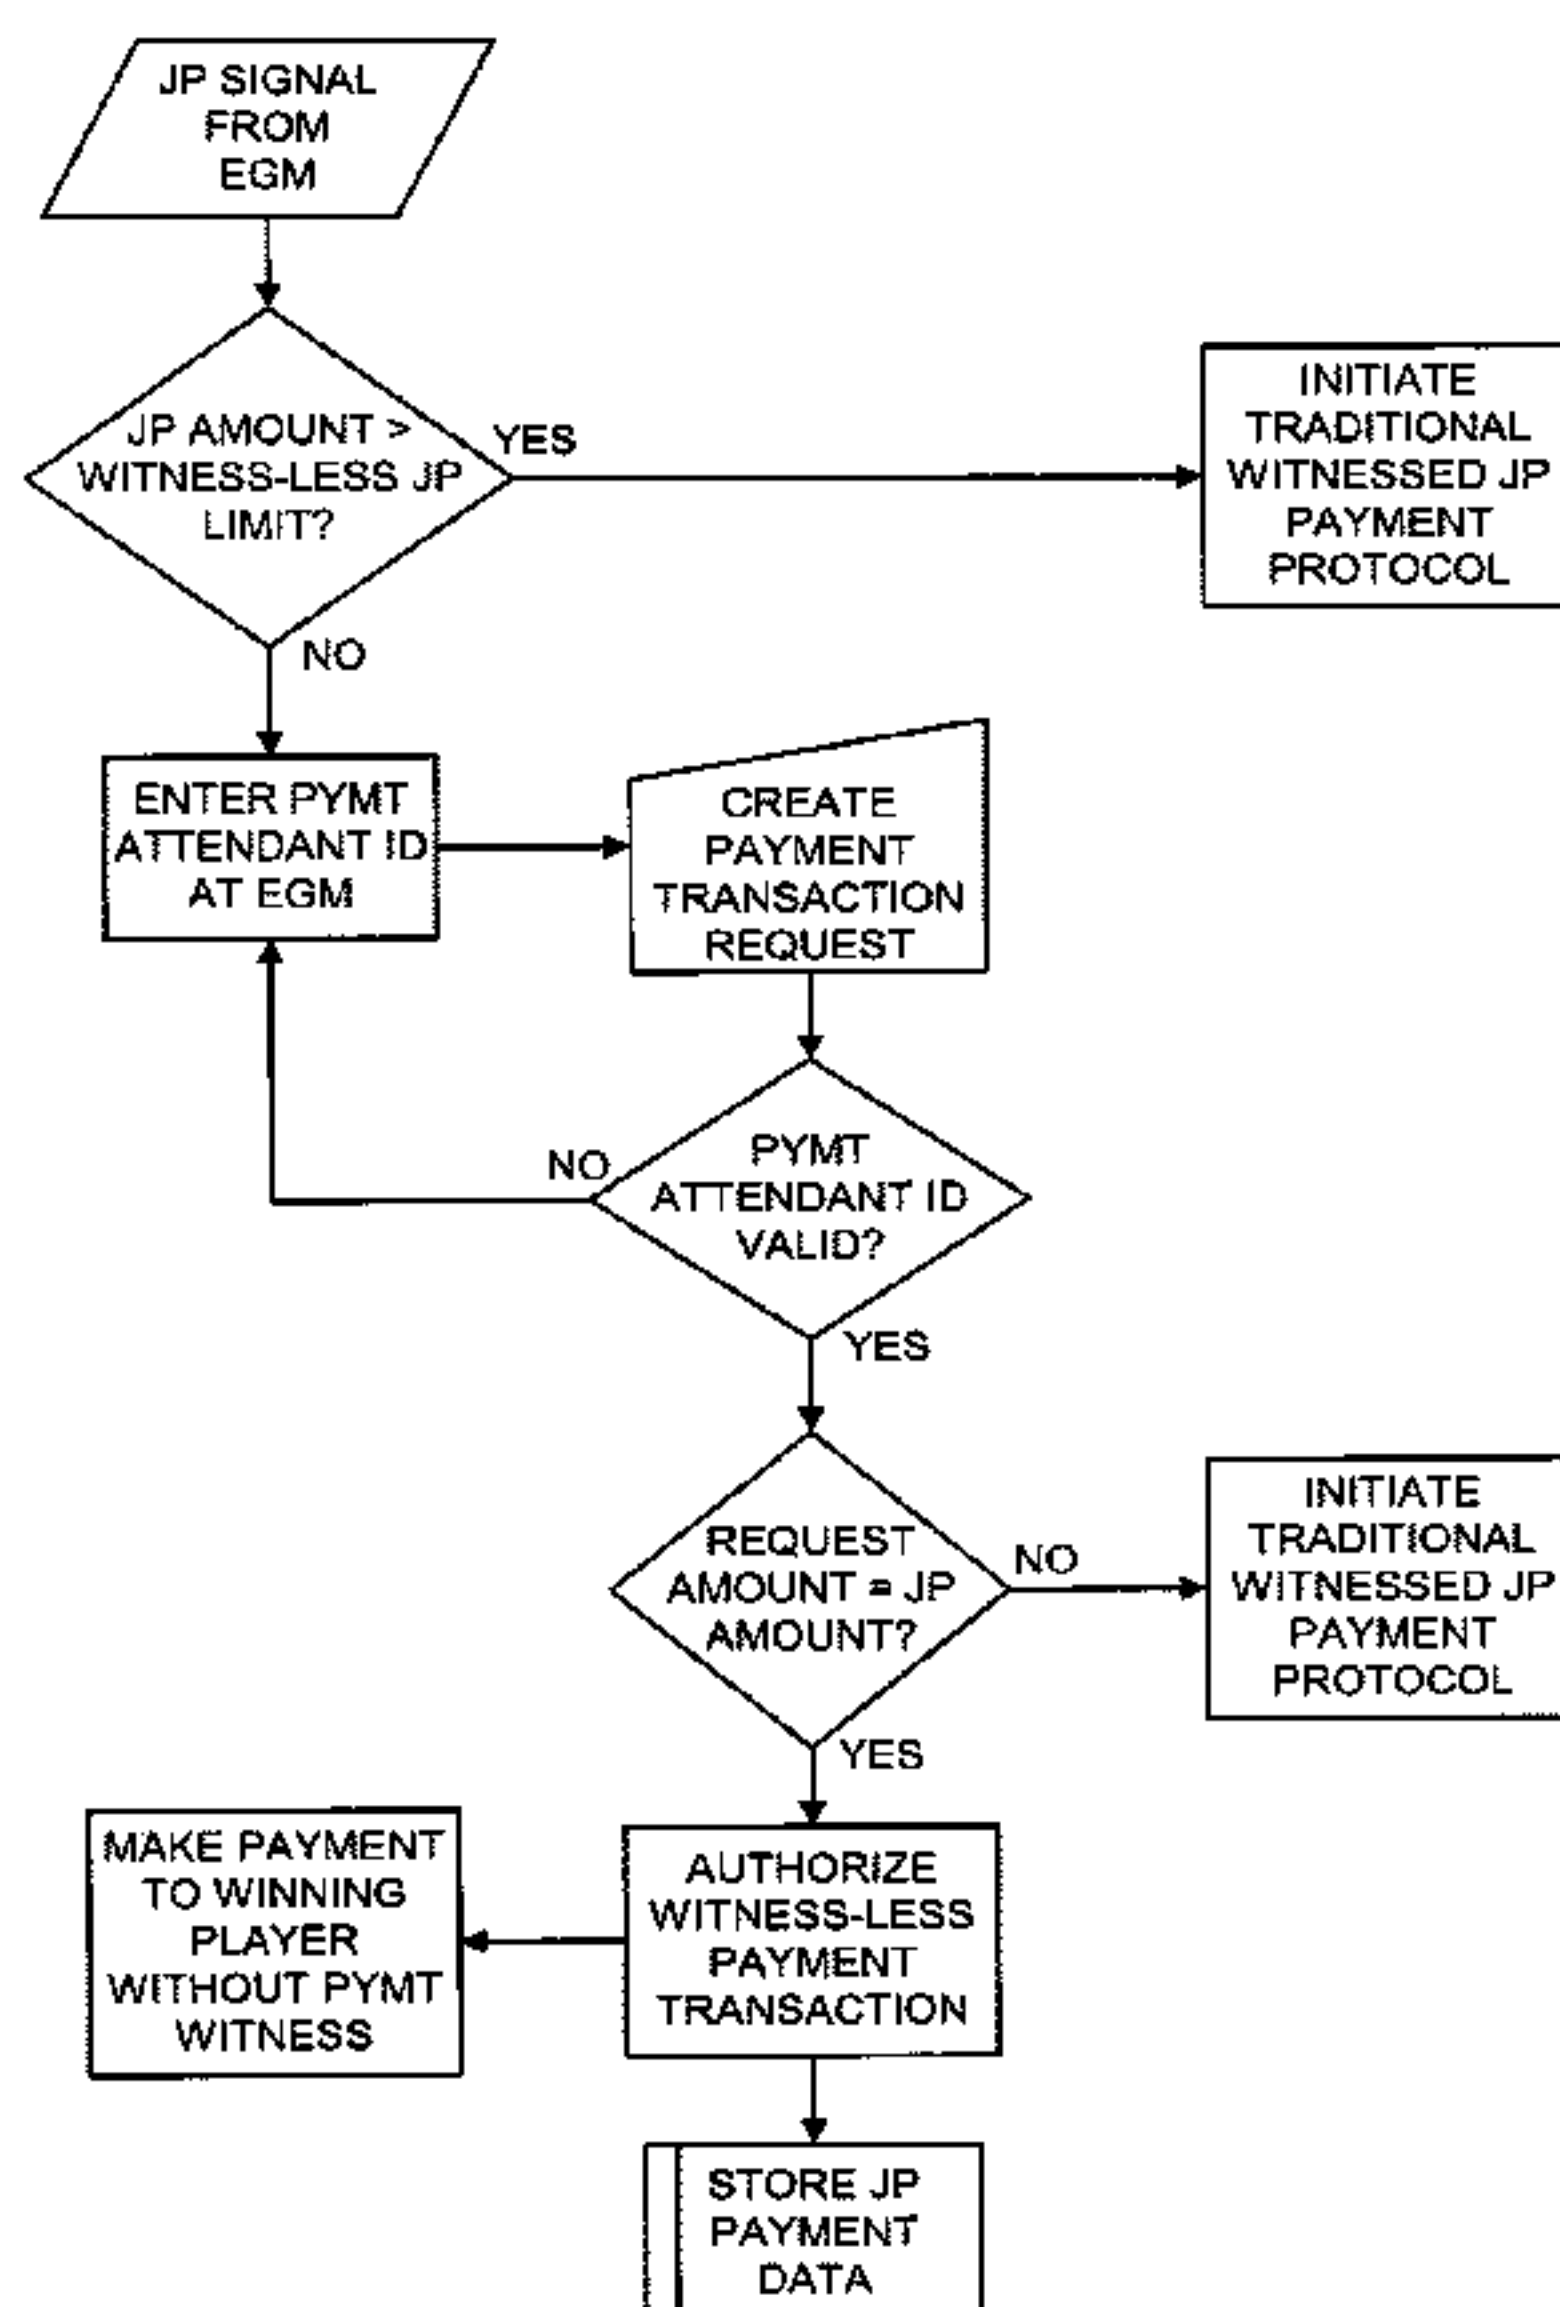 JP SIGNAL
FROM
EGM
JP AMOUNT >
WITNESS-LESS JP
LIMIT?
YES
INITIATE
TRADITIONAL
WITNESSED JP
PAYMENT
PROTOCOL
NO
ENTER PYMT
ATTENDANT ID
AT EGM
CREATE
PAYMENT
TRANSACTION
REQUEST
NO
PYMT
ATTENDANT ID
VALID?
YES
REQUEST
AMOUNT = JP
AMOUNT?
NO
INITIATE
TRADITIONAL
WITNESSED JP
PAYMENT
PROTOCOL
YES
MAKE PAYMENT
TO WINNING
PLAYER
WITHOUT PYMT
WITNESS
AUTHORIZE
WITNESS-LESS
PAYMENT
TRANSACTION
STORE JP
PAYMENT
DATA